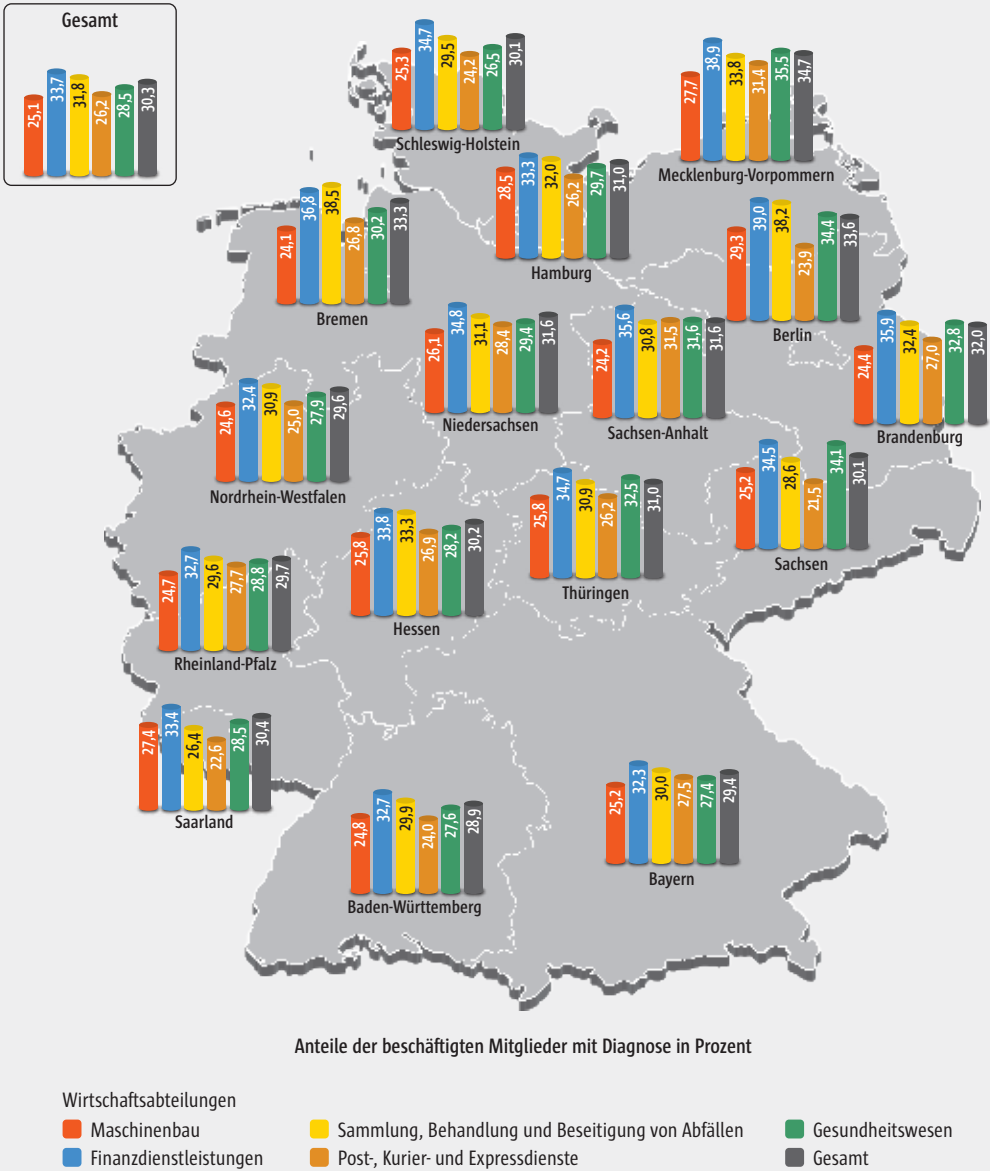 Gesamt
25,1 33,7 31,8 26,2 28,5 30,3
25,3 34,7 29,5 24,2 26,5 30,1
Schleswig-Holstein
27,7 38,9 33,8 31,4 35,5 34,7
Mecklenburg-Vorpommern
28,5 33,3 32,0 26,2 29,7 31,0
Hamburg
24,1 36,8 38,5 26,8 30,2 33,3
Bremen
29,3 39,0 38,2 23,9 34,4 33,6
Berlin
26,1 34,8 31,1 28,4 29,4 31,6
Niedersachsen
24,2 35,6 30,8 31,5 31,6 31,6
Sachsen-Anhalt
24,4 35,9 32,4 27,0 32,8 32,0
Brandenburg
24,6 32,4 30,9 25,0 27,9 29,6
Nordrhein-Westfalen
25,8 33,8 33,3 26,9 28,2 30,2
Hessen
25,8 34,7 30,9 26,2 32,5 31,0
Thüringen
25,2 34,5 28,6 21,5 34,1 30,1
Sachsen
24,7 32,7 29,6 27,7 28,8 29,7
Rheinland-Pfalz
27,4 33,4 26,4 22,6 28,5 30,4
Saarland
24,8 32,7 29,9 24,0 27,6 28,9
Baden-Württemberg
25,2 32,3 30,0 27,5 27,4 29,4
Bayern
Anteile der beschäftigten Mitglieder mit Diagnose in Prozent
Wirtschaftsabteilungen
Maschinenbau
Finanzdienstleistungen
Sammlung, Behandlung und Beseitigung von Abfällen
Post-, Kurier- und Expressdienste
Gesundheitswesen
Gesamt